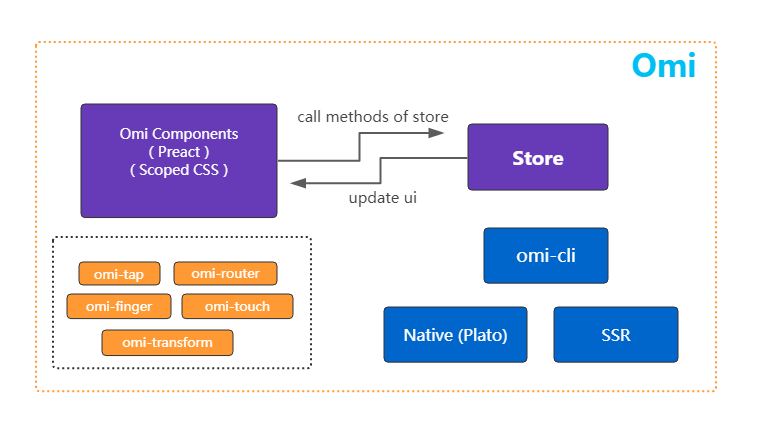 Omi
Omi Components
( Preact )
( Scoped CSS )
call methods of store
Store
update ui
omi-cli
omi-tap
omi-router
omi-finger
omi-touch
omi-transform
Native (Plato)
SSR